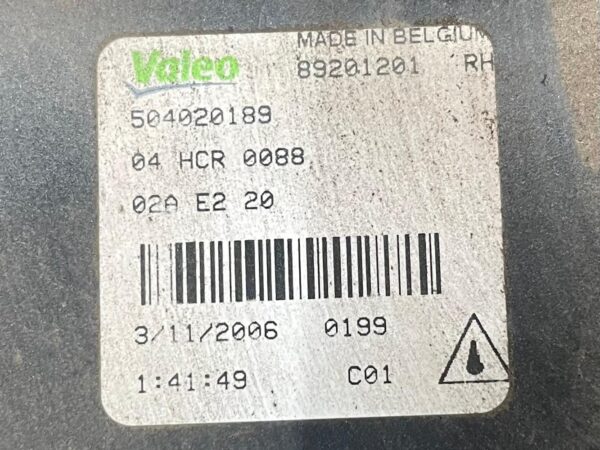 Valeo
MADE IN BELGIUM
89201201 RH
504020189
04 HCR 0088
02A E2 20
3/11/2006 0199
1:41:49 C01